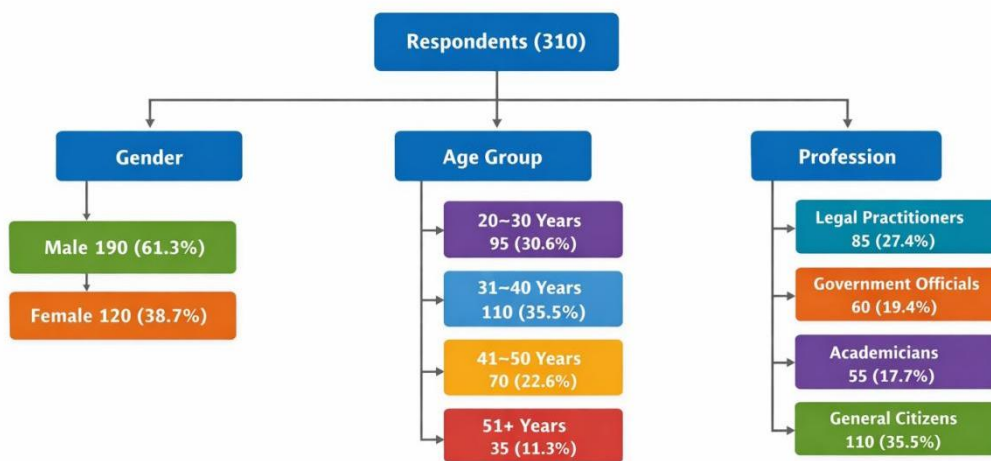 Respondents (310)
Gender
Male 190 (61.3%)
Female 120 (38.7%)
Age Group
20~30 Years
95 (30.6%)
31~40 Years
110 (35.5%)
41~50 Years
70 (22.6%)
51+ Years
35 (11.3%)
Profession
Legal Practitioners
85 (27.4%)
Government Officials
60 (19.4%)
Academicians
55 (17.7%)
General Citizens
110 (35.5%)